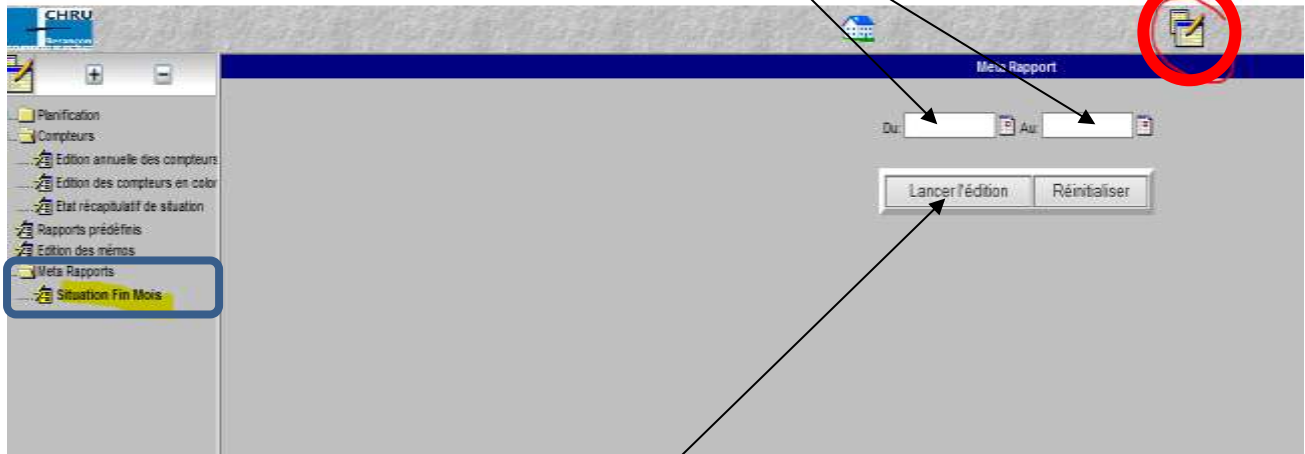 CHRU
Besançon
Meta Rapport
Planification
Compteurs
Edition annuelle des compteurs
Edition des compteurs en color
Etat récapitulatif de situation
Rapports prédéfinis
Edition des mémos
Meta Rapports
Situation Fin Mois
Du:
Au:
Lancer l'édition
Réinitialiser